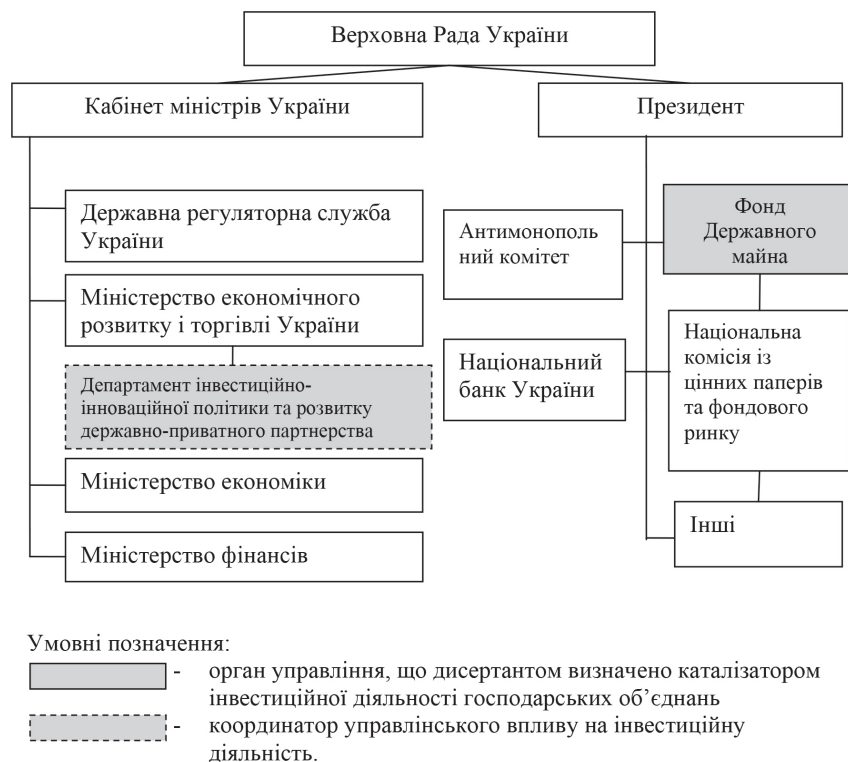 Верховна Рада України
Кабінет міністрів України
Президент
Державна регуляторна служба
України
Міністерство економічного
розвитку і торгівлі України
Департамент інвестиційно-
інноваційної політики та розвитку
державно-приватного партнерства
Міністерство економіки
Міністерство фінансів
Антимонополь
ний комітет
Національний
банк України
Фонд
Державного
майна
Національна
комісія із
цінних паперів
та фондового
ринку
Інші
Умовні позначення:
- орган управління, що дисертантом визначено каталізатором
інвестиційної діяльності господарських об’єднань
- координатор управлінського впливу на інвестиційну
діяльність.